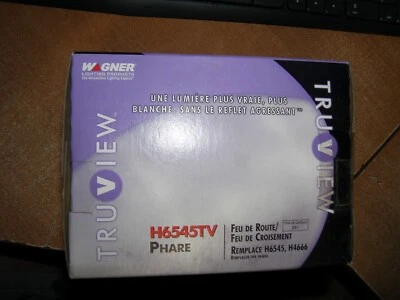 WAGNER
LIGHTING PRODUCTS
UNE LUMIÈRE PLUS VRAIE, PLUS
BLANCHE, SANS LE REFLET AGRESSANT™
TRUVIEW™
H6545TV
PHARE
FEU DE ROUTE/
FEU DE CROISEMENT
REMPLACE H6545, H4666
TRUVIEW